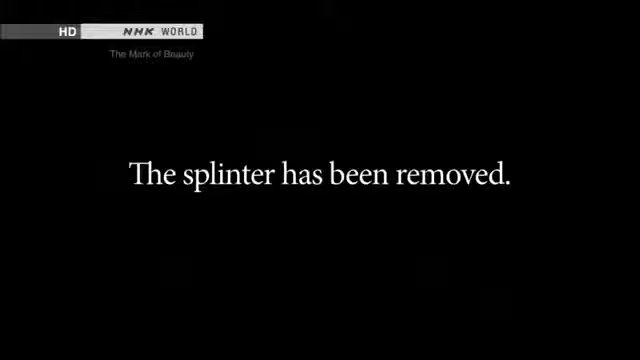 HD NHK WORLD
The Mark of Beauty
The splinter has been removed.